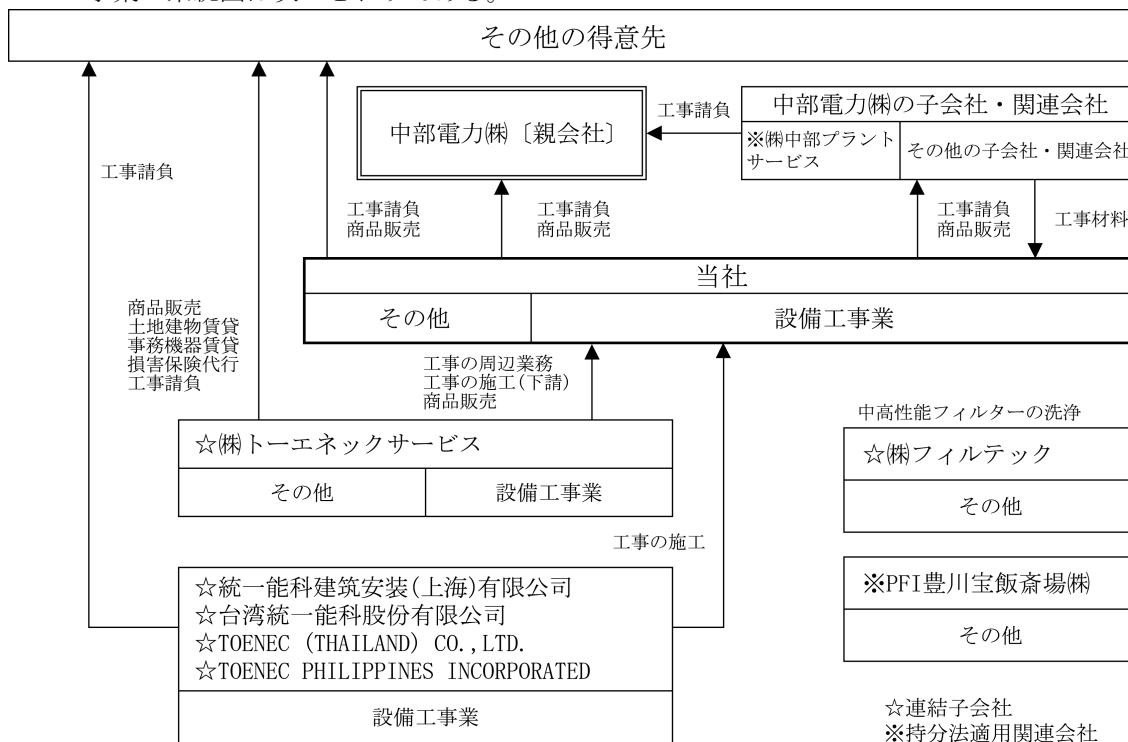 その他の得意先
中部電力㈱〔親会社〕
工事請負
中部電力㈱の子会社・関連会社
※㈱中部プラント
サービス
その他の子会社・関連会社
工事請負
工事請負
商品販売
工事請負
商品販売
工事請負
商品販売
工事材料
当社
その他
設備工事業
商品販売
土地建物賃貸
事務機器賃貸
損害保険代行
工事請負
工事の周辺業務
工事の施工(下請)
商品販売
☆㈱トーエネックサービス
その他
設備工事業
中高性能フィルターの洗浄
☆㈱フィルテック
その他
工事の施工
☆統一能科建筑安装(上海)有限公司
☆台湾統一能科股份有限公司
☆TOENEC (THAILAND) CO.,LTD.
☆TOENEC PHILIPPINES INCORPORATED
設備工事業
※PFI豊川宝飯斎場㈱
その他
☆連結子会社
※持分法適用関連会社